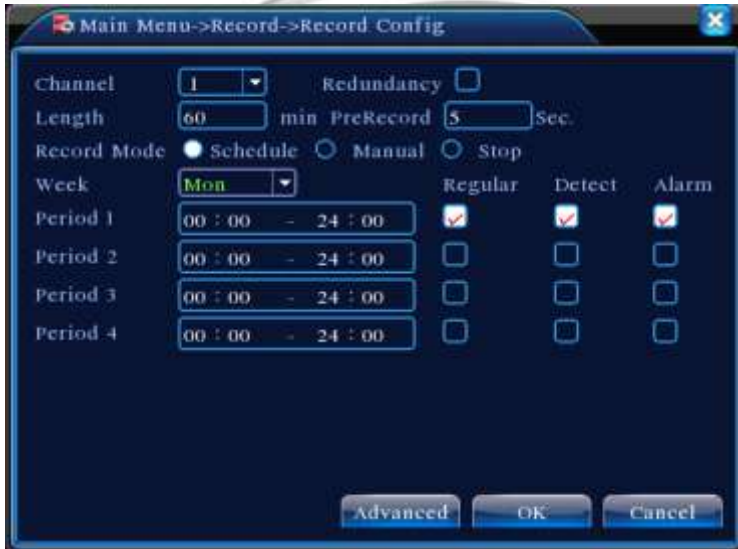 Main Menu->Record->Record Config
Channel 1 Redundancy
Length 60 min PreRecord 5 Sec.
Record Mode Schedule Manual Stop
Week Mon Regular Detect Alarm
Period 1 00 : 00 - 24 : 00
Period 2 00 : 00 - 24 : 00
Period 3 00 : 00 - 24 : 00
Period 4 00 : 00 - 24 : 00
Advanced OK Cancel